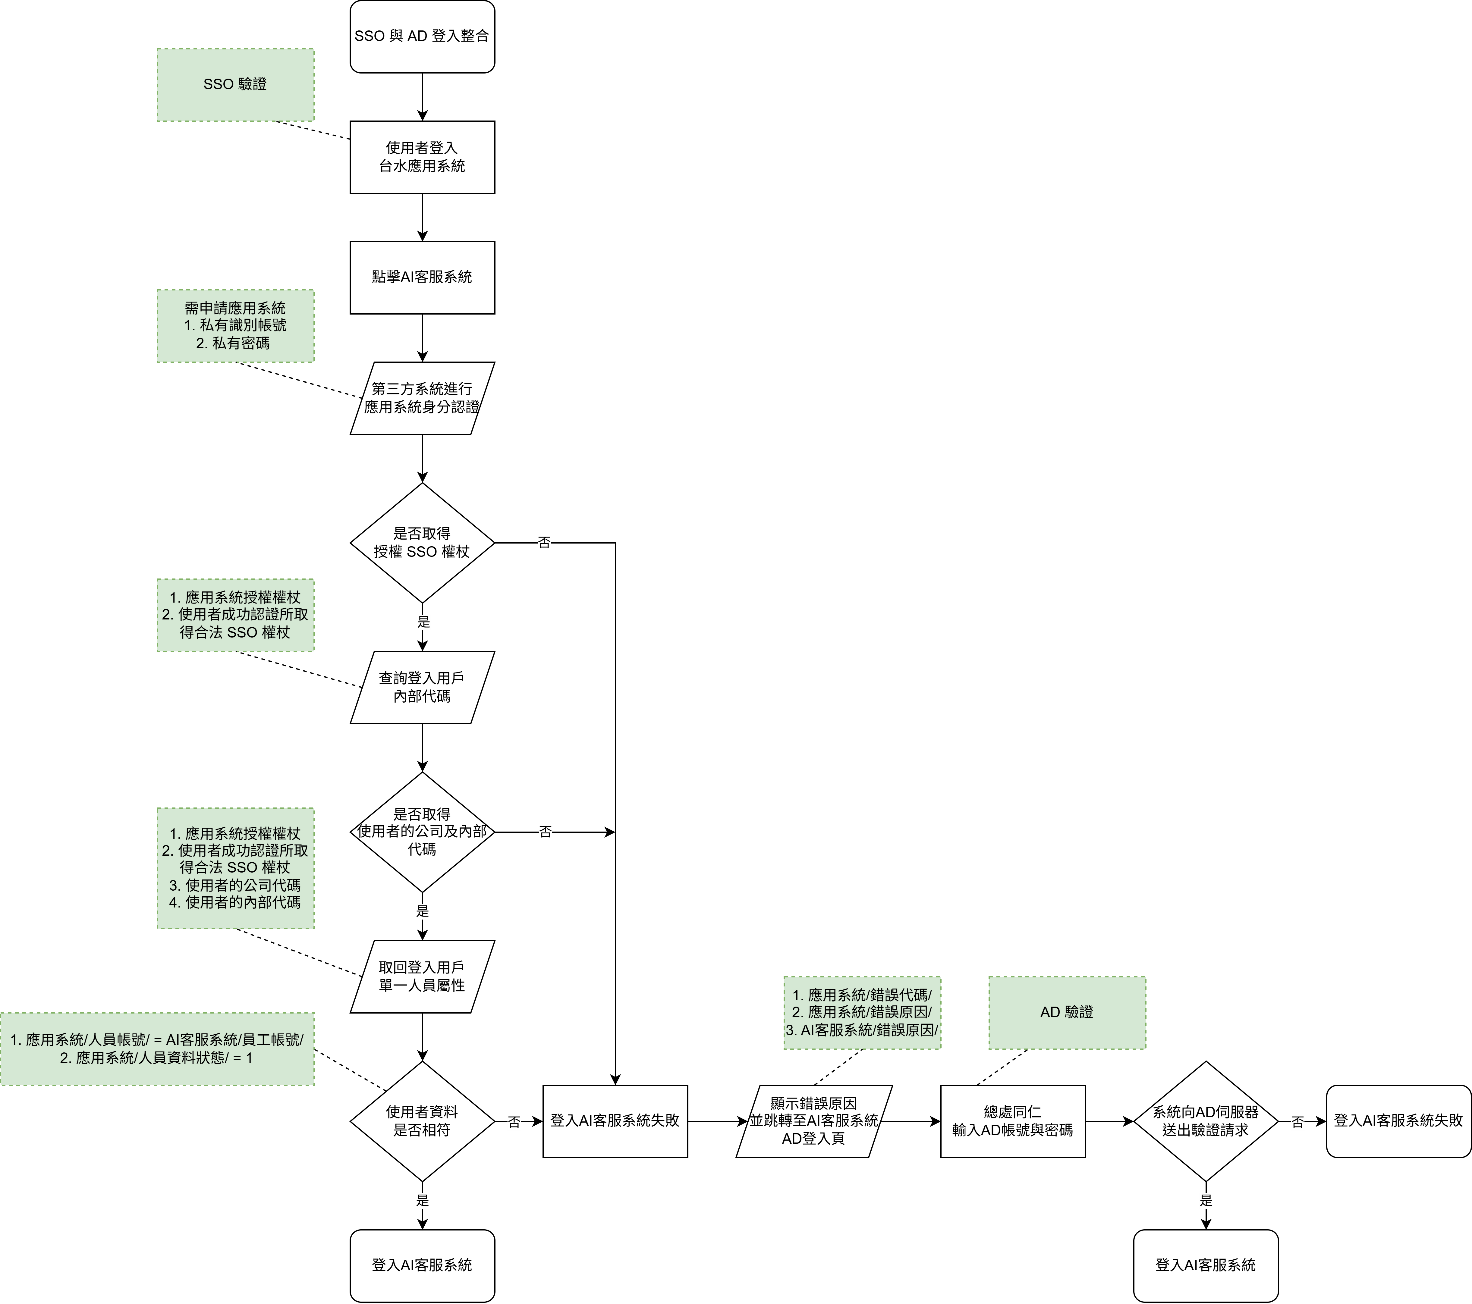 SSO 與 AD 登入整合
SSO 驗證
使用者登入
台水應用系統
點擊AI客服系統
需申請應用系統
1. 私有識別帳號
2. 私有密碼
第三方系統進行
應用系統身分認證
是否取得
授權 SSO 權杖
否
是
1. 應用系統授權權杖
2. 使用者成功認證所取
得合法 SSO 權杖
查詢登入用戶
內部代碼
是否取得
使用者的公司及內部
代碼
否
是
1. 應用系統授權權杖
2. 使用者成功認證所取
得合法 SSO 權杖
3. 使用者的公司代碼
4. 使用者的內部代碼
取回登入用戶
單一人員屬性
1. 應用系統/人員帳號/ = AI客服系統/員工帳號/
2. 應用系統/人員資料狀態/ = 1
使用者資料
是否相符
否
是
登入AI客服系統
登入AI客服系統失敗
1. 應用系統/錯誤代碼/
2. 應用系統/錯誤原因/
3. AI客服系統/錯誤原因/
顯示錯誤原因
並跳轉至AI客服系統
AD登入頁
AD 驗證
總處同仁
輸入AD帳號與密碼
系統向AD伺服器
送出驗證請求
否
是
登入AI客服系統失敗
登入AI客服系統